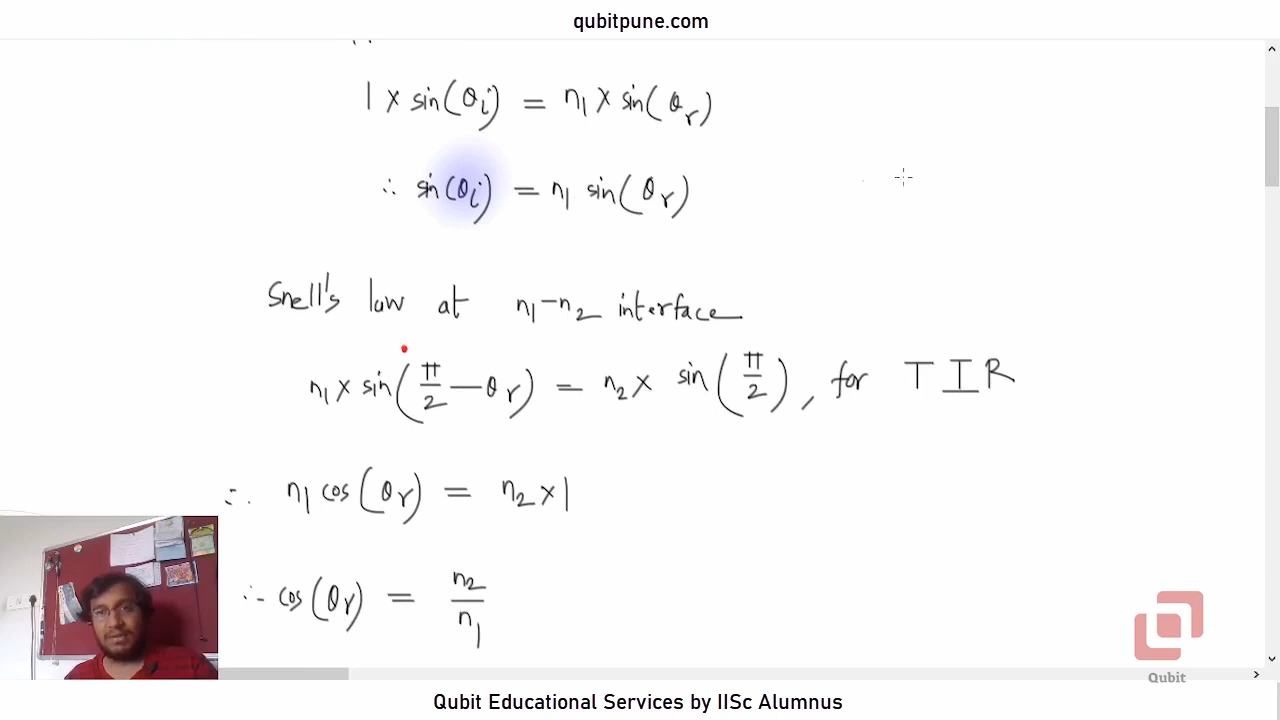 qubitpune.com
1 × sin(θi) = n1 × sin(θr)
∴ sin(θi) = n1 sin(θr)
Snell's law at n1-n2 interface
n1 × sin(π/2 - θr) = n2 × sin(π/2), for TIR
∴ n1 cos(θr) = n2 × 1
∴ cos(θr) = n2/n1
Qubit
Qubit Educational Services by IISc Alumnus